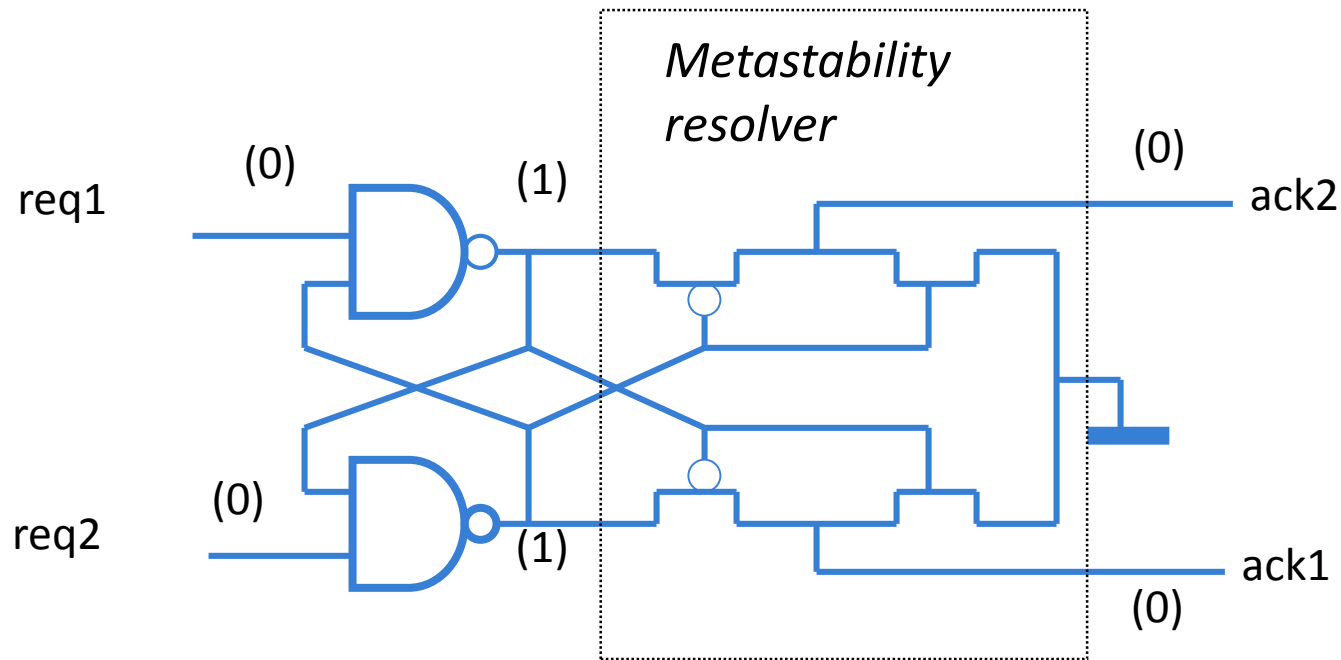 Metastability
resolver
(0)
(0)
(1)
req1
ack2
(0)
req2
(1)
ack1
(0)